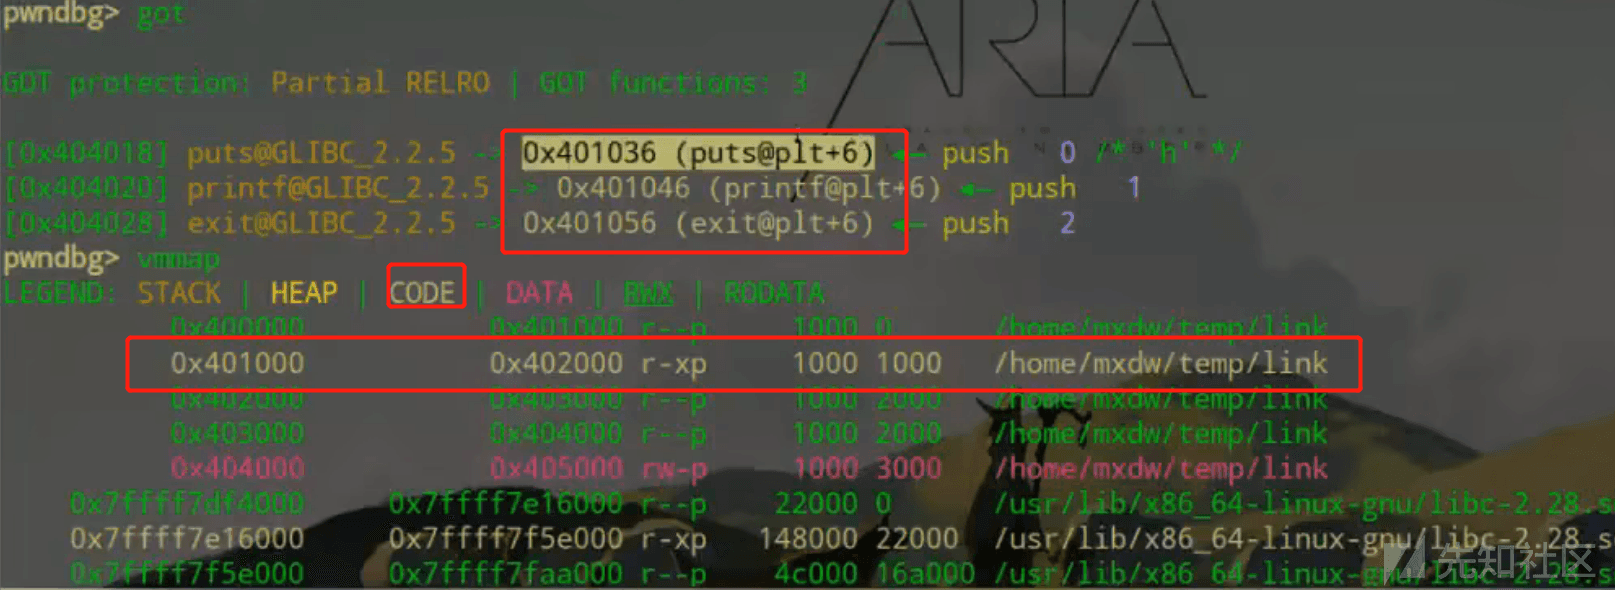 pwndbg> got
ARIA
GOT protection: Partial RELRO | GOT functions: 3
[0x404018] puts@GLIBC_2.2.5 -> 0x401036 (puts@plt+6) ◂— push 0 /* 'h' */
[0x404020] printf@GLIBC_2.2.5 -> 0x401046 (printf@plt+6) ◂— push 1
[0x404028] exit@GLIBC_2.2.5 -> 0x401056 (exit@plt+6) ◂— push 2
pwndbg> vmmap
LEGEND: STACK | HEAP | CODE | DATA | RWX | RODATA
0x400000 0x401000 r--p 1000 0 /home/mxdw/temp/link
0x401000 0x402000 r-xp 1000 1000 /home/mxdw/temp/link
0x402000 0x403000 r--p 1000 2000 /home/mxdw/temp/link
0x403000 0x404000 r--p 1000 2000 /home/mxdw/temp/link
0x404000 0x405000 rw-p 1000 3000 /home/mxdw/temp/link
0x7ffff7df4000 0x7ffff7e16000 r--p 22000 0 /usr/lib/x86_64-linux-gnu/libc-2.28.s
0x7ffff7e16000 0x7ffff7f5e000 r-xp 148000 22000 /usr/lib/x86_64-linux-gnu/libc-2.28.s
0x7ffff7f5e000 0x7ffff7faa000 r--p 4c000 16a000 /usr/lib/x86_64-linux-gnu/libc-2.28.s
先知社区